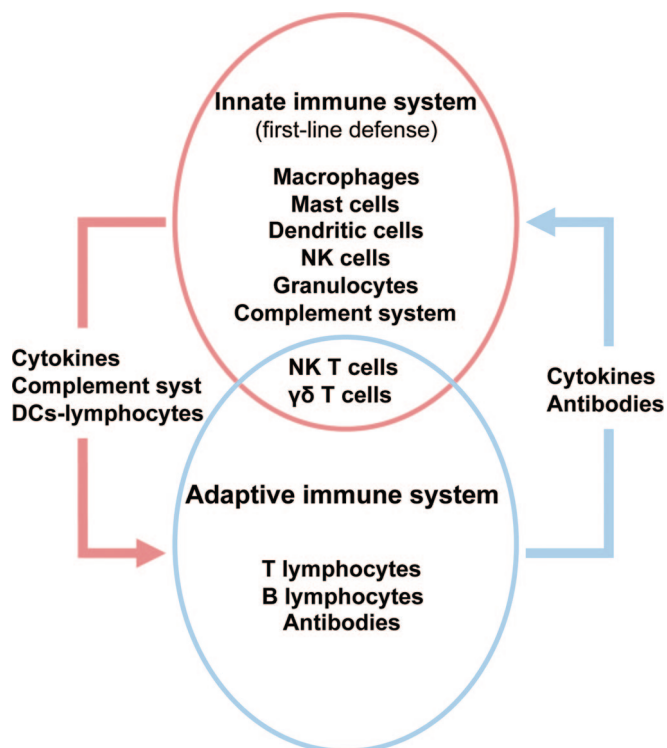 Innate immune system
(first-line defense)
Macrophages
Mast cells
Dendritic cells
NK cells
Granulocytes
Complement system
NK T cells
γδ T cells
Cytokines
Complement syst
DCs-lymphocytes
Cytokines
Antibodies
Adaptive immune system
T lymphocytes
B lymphocytes
Antibodies